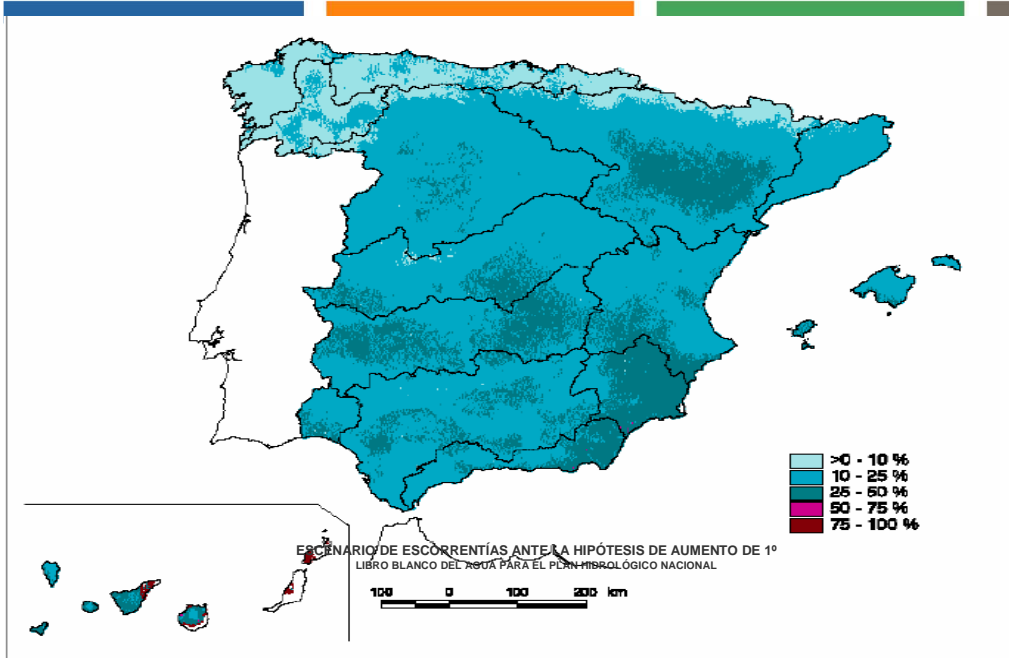 >0 - 10 %
10 - 25 %
25 - 50 %
50 - 75 %
75 - 100 %
ESCENARIO DE ESCORRENTÍAS ANTE LA HIPÓTESIS DE AUMENTO DE 1º
LIBRO BLANCO DEL AGUA PARA EL PLAN HIDROLÓGICO NACIONAL
100 0 100 200 km